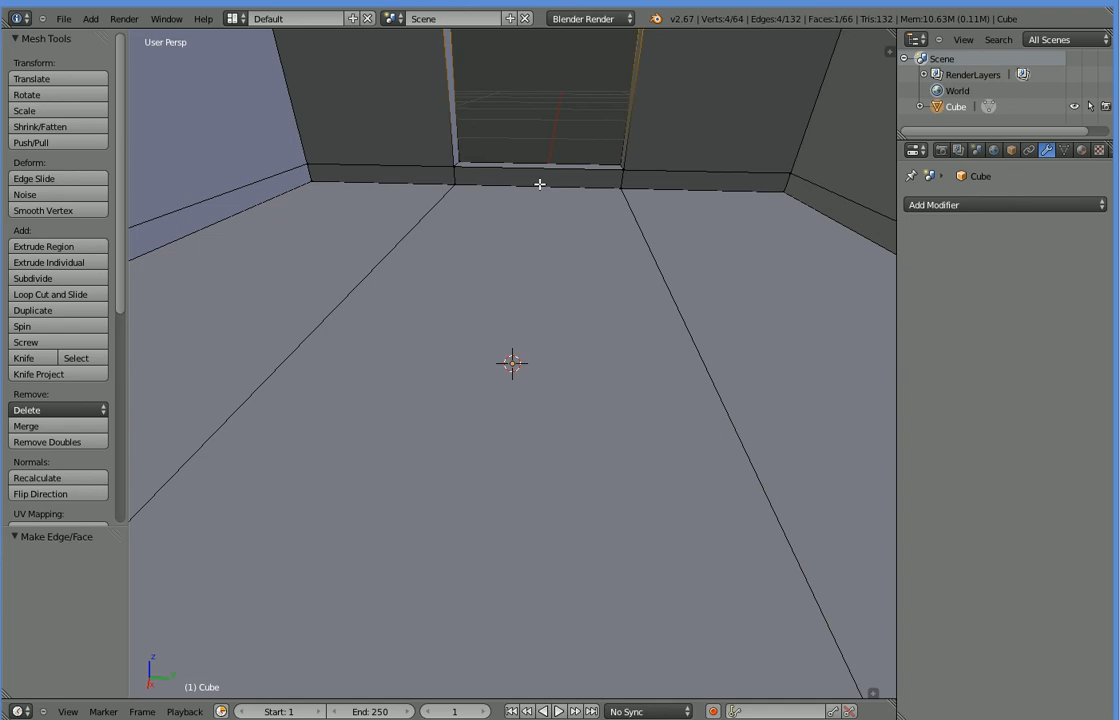 File Add Render Window Help Default Scene Blender Render v2.67 | Verts:4/64 | Edges:4/132 | Faces:1/66 | Tris:132 | Mem:10.63M (0.11M) | Cube
Mesh Tools
Transform:
Translate
Rotate
Scale
Shrink/Fatten
Push/Pull
Deform:
Edge Slide
Noise
Smooth Vertex
Add:
Extrude Region
Extrude Individual
Subdivide
Loop Cut and Slide
Duplicate
Spin
Screw
Knife Select
Knife Project
Remove:
Delete
Merge
Remove Doubles
Normals:
Recalculate
Flip Direction
UV Mapping:
Make Edge/Face
User Persp
z
(1) Cube
View Search All Scenes
Scene
RenderLayers
World
Cube
Cube
Add Modifier
View Marker Frame Playback Start: 1 End: 250 1 No Sync